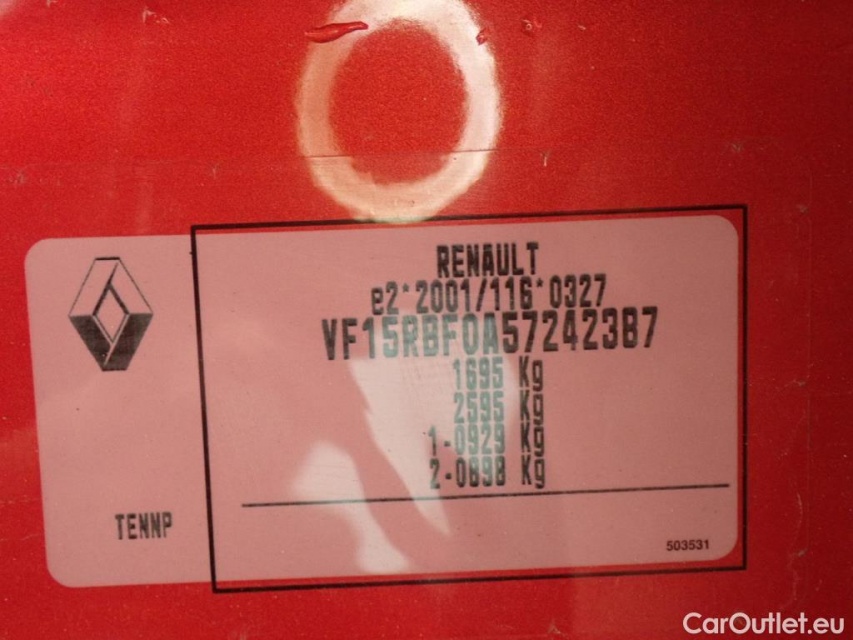 RENAULT
e2*2001/116*0327
VF15RBF0A57242387
1695 Kg
2595 Kg
1-0929 Kg
2-0898 Kg
TENNP
503531
CarOutlet.eu